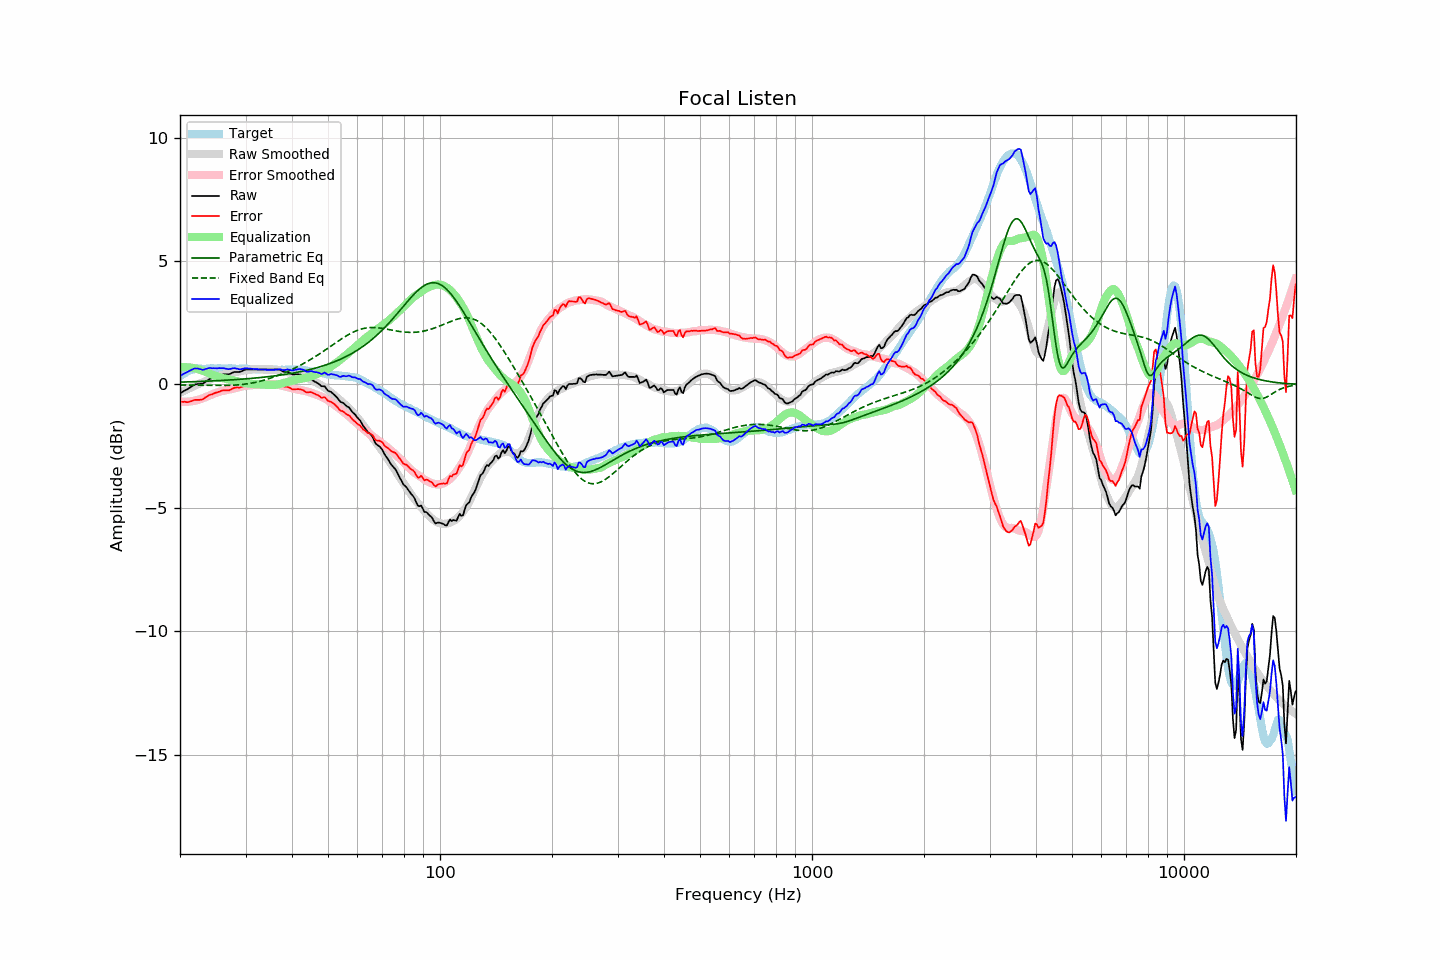 Focal Listen
Target
Raw Smoothed
Error Smoothed
Raw
Error
Equalization
Parametric Eq
Fixed Band Eq
Equalized
10
5
0
−5
−10
−15
Amplitude (dBr)
100
1000
10000
Frequency (Hz)